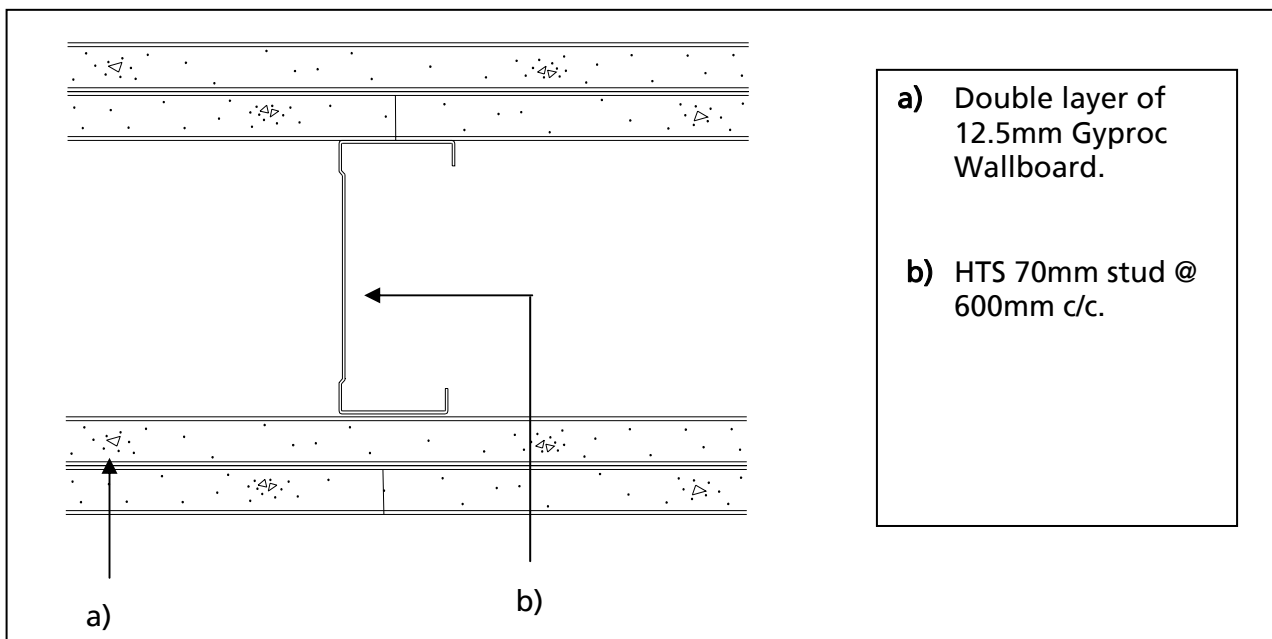 a) Double layer of
12.5mm Gyproc
Wallboard.
b) HTS 70mm stud @
600mm c/c.
a)
b)